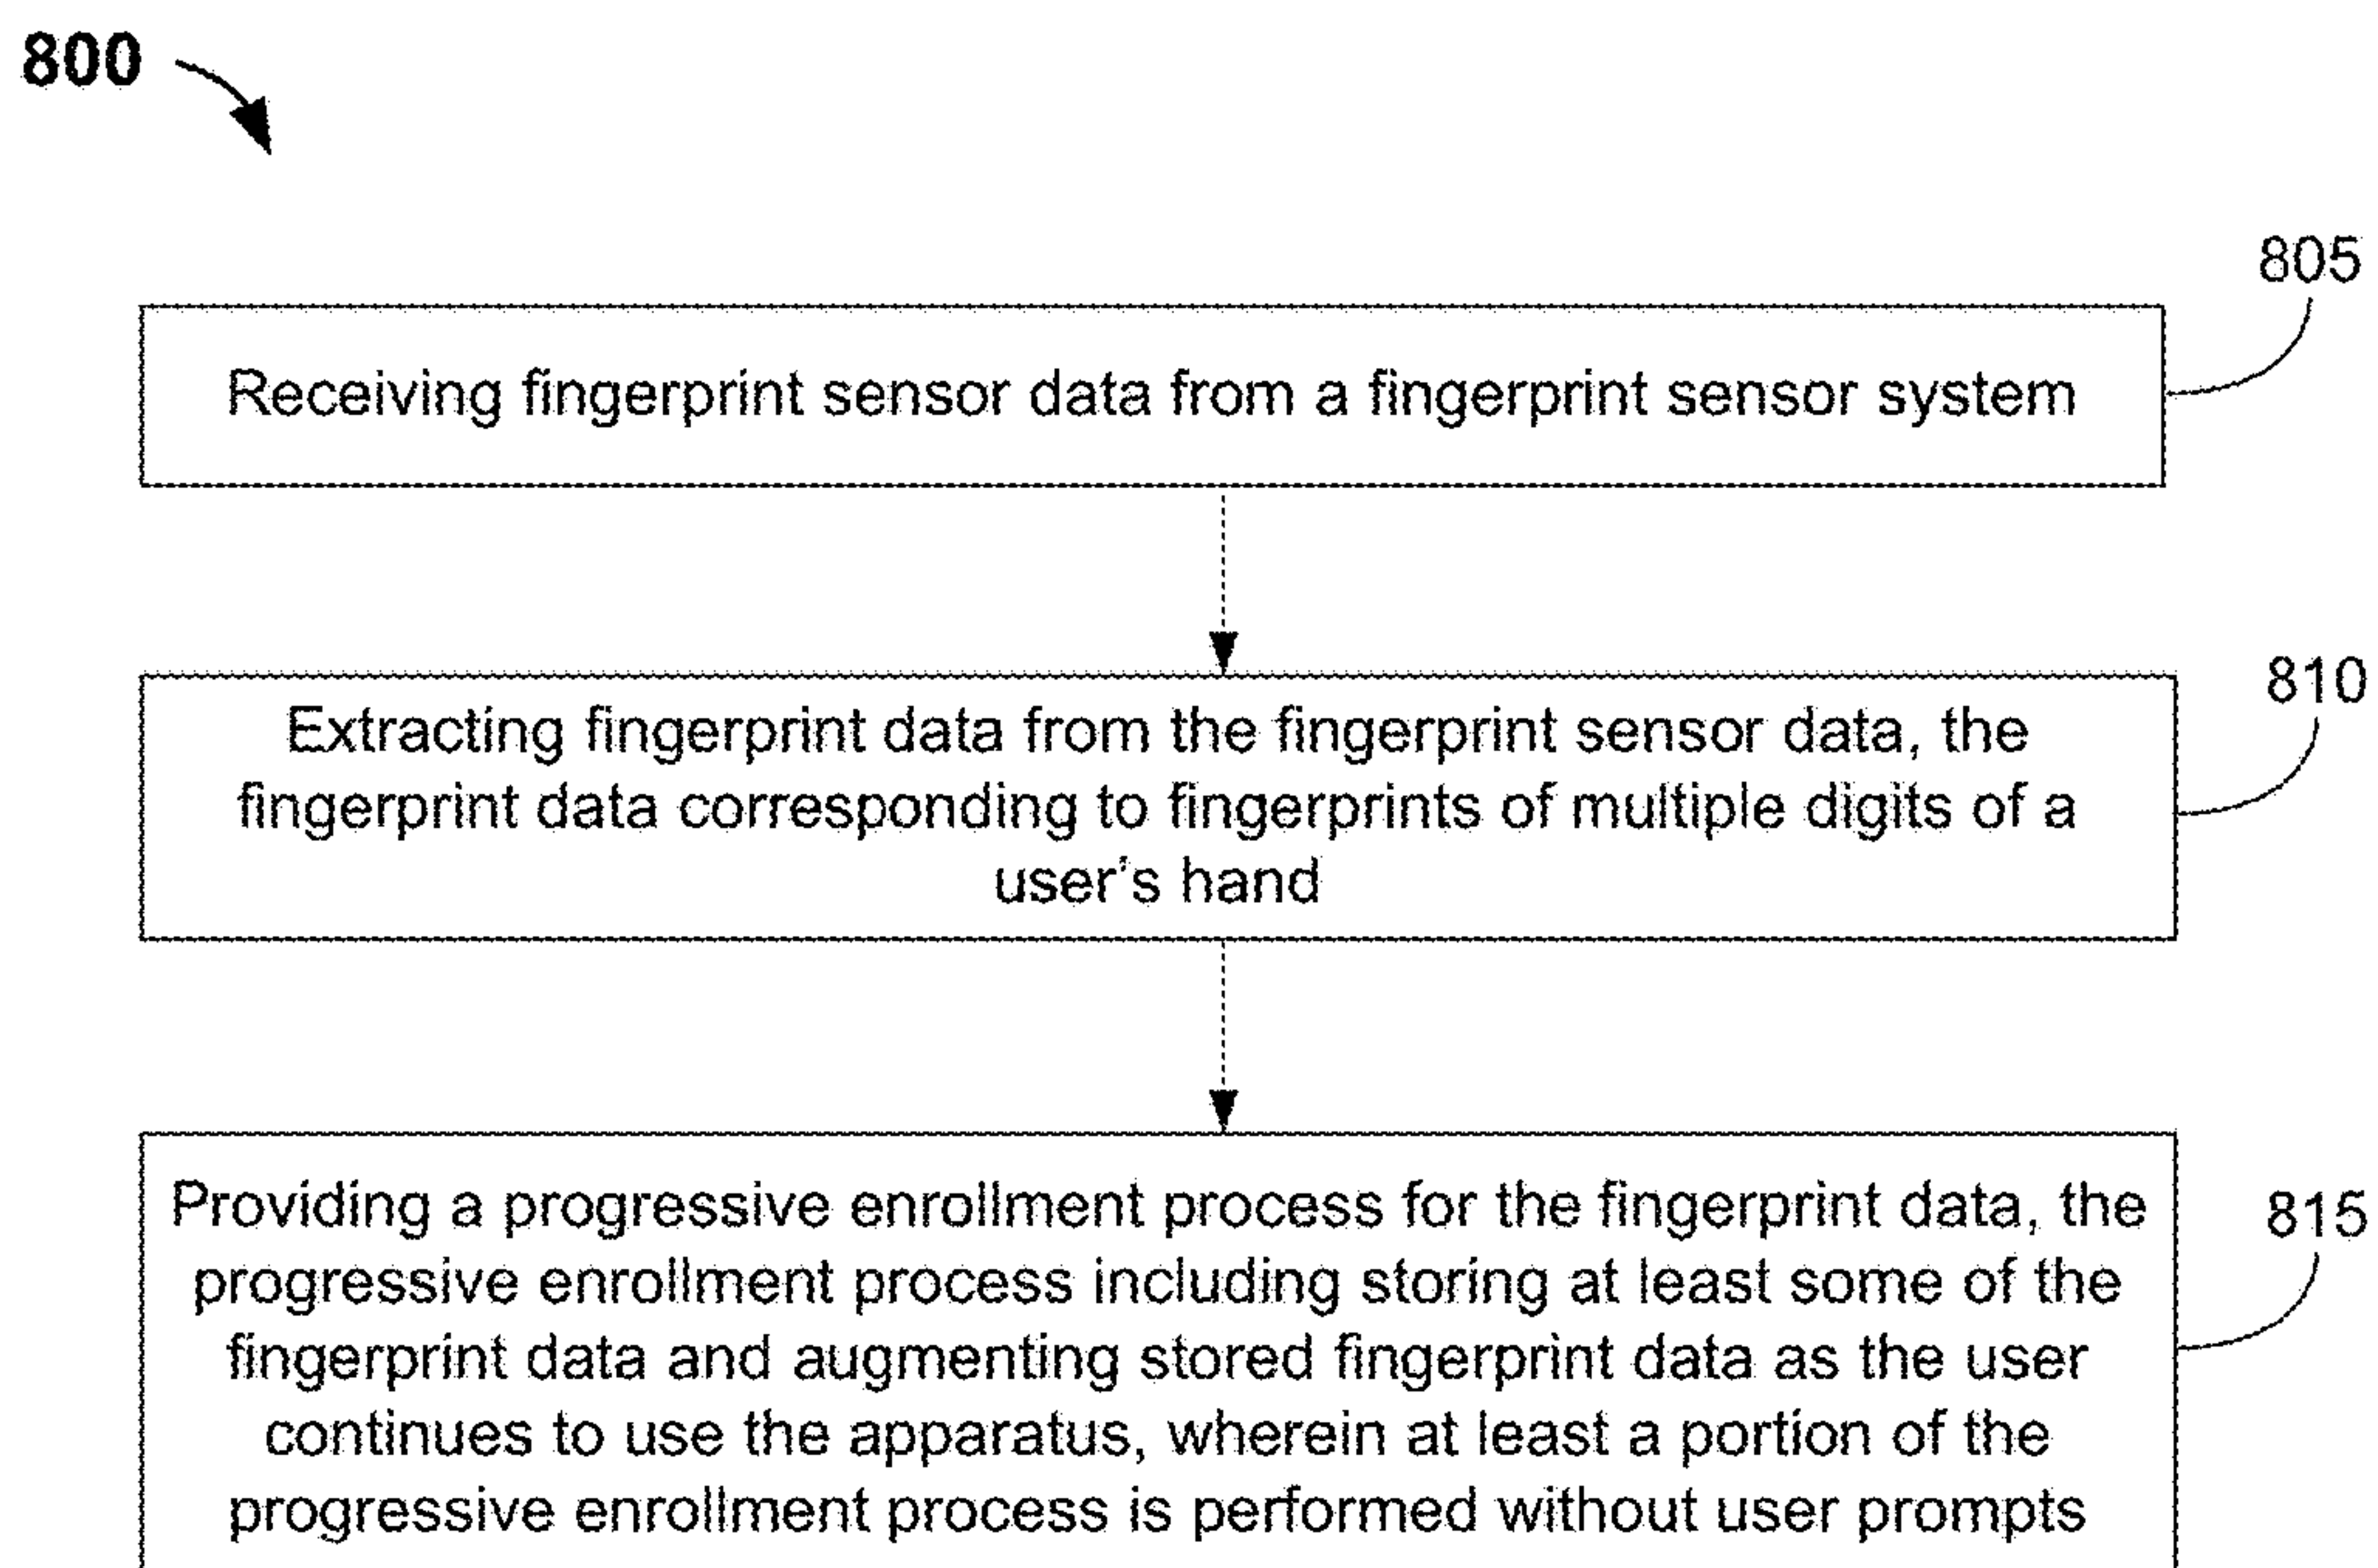 800
805
Receiving fingerprint sensor data from a fingerprint sensor system
810
Extracting fingerprint data from the fingerprint sensor data, the
fingerprint data corresponding to fingerprints of multiple digits of a
user's hand
815
Providing a progressive enrollment process for the fingerprint data, the
progressive enrollment process including storing at least some of the
fingerprint data and augmenting stored fingerprint data as the user
continues to use the apparatus, wherein at least a portion of the
progressive enrollment process is performed without user prompts